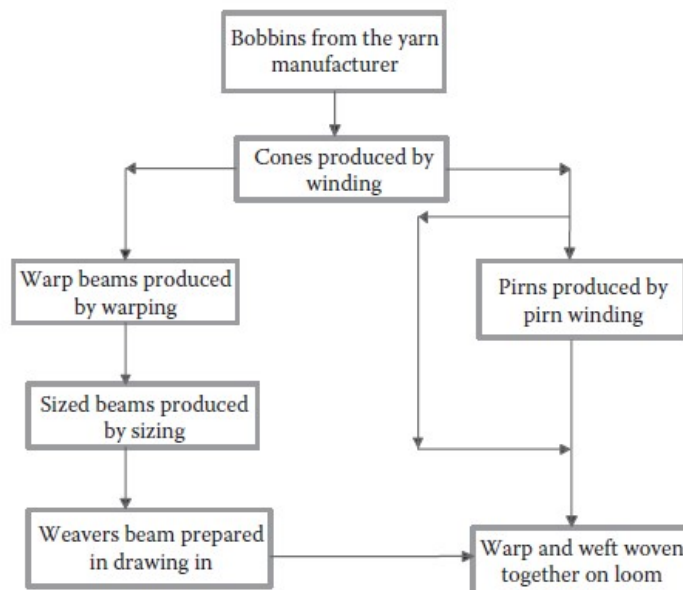 Bobbins from the yarn
manufacturer
Cones produced by
winding
Warp beams produced
by warping
Pirns produced by
pirn winding
Sized beams produced
by sizing
Weavers beam prepared
in drawing in
Warp and weft woven
together on loom